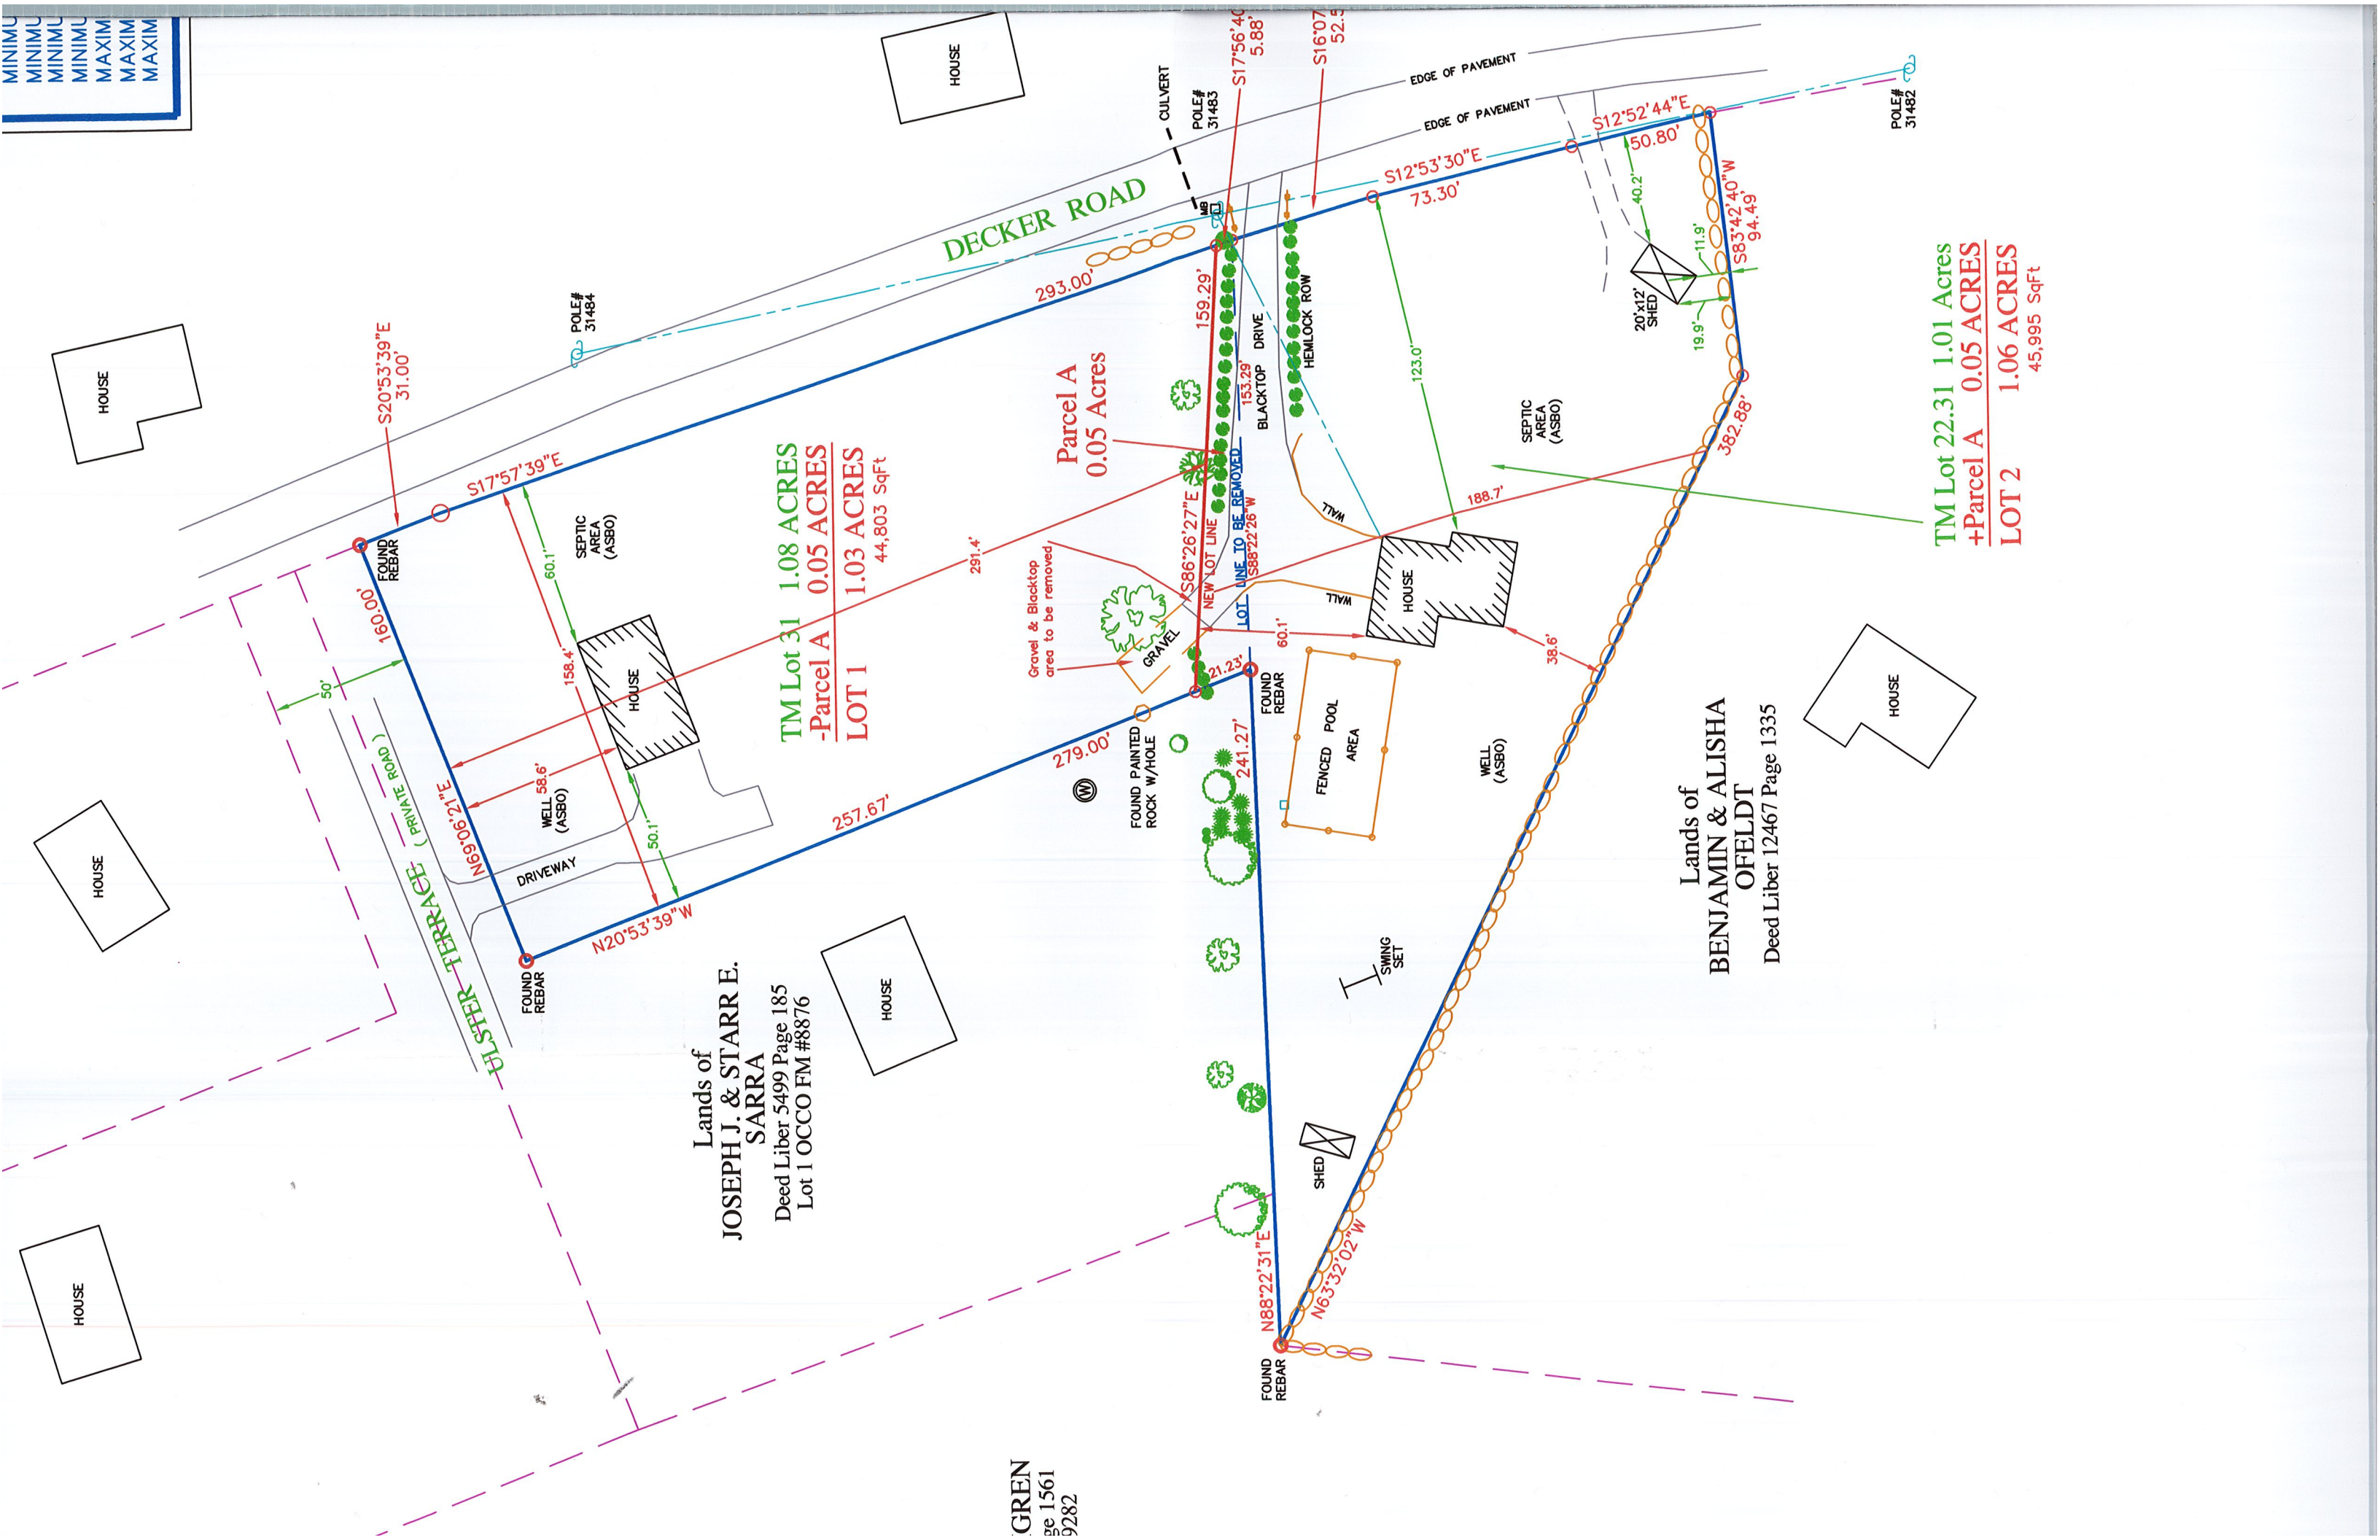 MINIMU
MINIMU
MINIMU
MINIMU
MAXIM
MAXIM
MAXIM
HOUSE
HOUSE
HOUSE
HOUSE
S20°53'39"E
31.00'
POLE#
31484
DECKER ROAD
CULVERT
POLE#
31483
MB
S17°56'40
5.88'
S16°07
52.5
EDGE OF PAVEMENT
EDGE OF PAVEMENT
POLE#
31482
S12°52'44"E
50.80'
S12°53'30"E
73.30'
40.2'
11.9'
S83°42'40"W
94.49'
20'x12'
SHED
19.9'
293.00'
159.29'
153.29'
BLACKTOP DRIVE
HEMLOCK ROW
123.0'
Parcel A
0.05 Acres
S86°26'27"E
NEW LOT LINE
LOT LINE TO BE REMOVED
S88°22'26"W
WALL
WALL
188.7'
SEPTIC
AREA
(ASBO)
382.88'
TM Lot 22.31 1.01 Acres
+Parcel A 0.05 ACRES
LOT 2 1.06 ACRES
45,995 SqFt
FOUND
REBAR
S17°57'39"E
160.00'
50'
SEPTIC
AREA
(ASBO)
60.1'
158.4'
HOUSE
58.6'
WELL
(ASBO)
50.1'
DRIVEWAY
N69°06'21"E
ULSTER TERRACE ( PRIVATE ROAD )
TM Lot 31 1.08 ACRES
-Parcel A 0.05 ACRES
LOT 1 1.03 ACRES
44,803 SqFt
291.4'
Gravel & Blacktop
area to be removed
GRAVEL
21.23'
60.1'
HOUSE
38.6'
FOUND
REBAR
FENCED POOL
AREA
WELL
(ASBO)
279.00'
257.67'
W
FOUND PAINTED
ROCK W/HOLE
241.27'
N20°53'39"W
FOUND
REBAR
HOUSE
Lands of
JOSEPH J. & STARR E.
SARRA
Deed Liber 5499 Page 185
Lot 1 OCCO FM #8876
SWING
SET
SHED
HOUSE
Lands of
BENJAMIN & ALISHA
OFELDT
Deed Liber 12467 Page 1335
N88°22'31"E
N63°32'02"W
FOUND
REBAR
HOUSE
GREN
ge 1561
9282